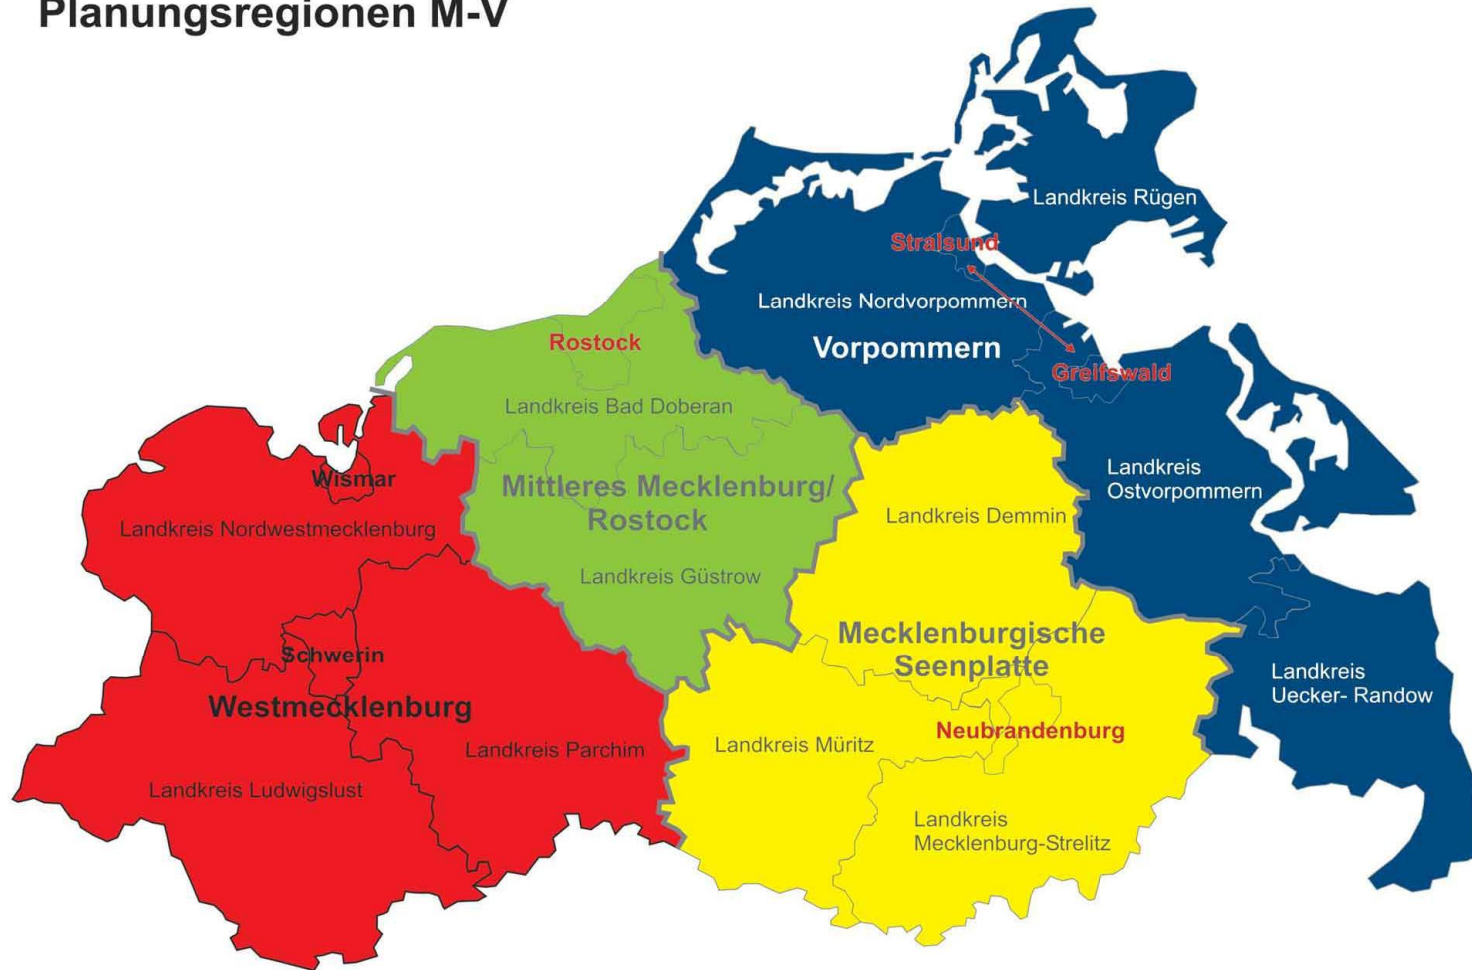 Planungsregionen M-V
Landkreis Rügen
Stralsund
Landkreis Nordvorpommern
Vorpommern
Greifswald
Rostock
Landkreis Bad Doberan
Wismar
Mittleres Mecklenburg/
Rostock
Landkreis
Ostvorpommern
Landkreis Nordwestmecklenburg
Landkreis Demmin
Landkreis Güstrow
Mecklenburgische
Seenplatte
Schwerin
Westmecklenburg
Landkreis
Uecker- Randow
Neubrandenburg
Landkreis Parchim
Landkreis Müritz
Landkreis Ludwigslust
Landkreis
Mecklenburg-Strelitz